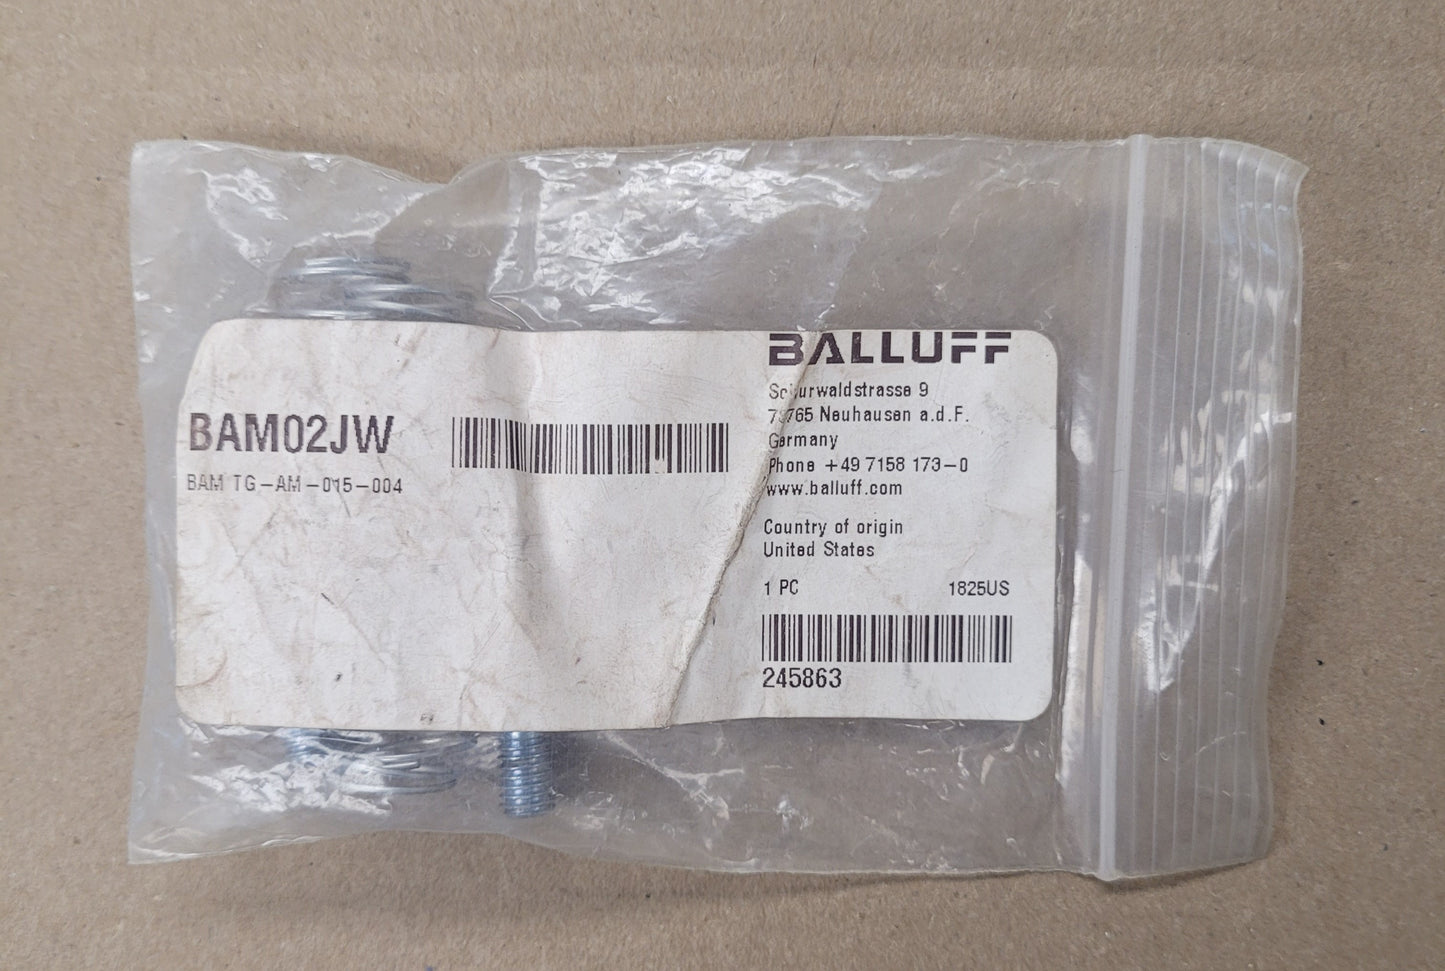 BAM02JW
BAM TG-AM-015-004
BALLUFF
Schurwaldstrasse 9
73765 Neuhausen a.d.F.
Germany
Phone +49 7158 173-0
www.balluff.com
Country of origin
United States
1 PC 1825US
245863